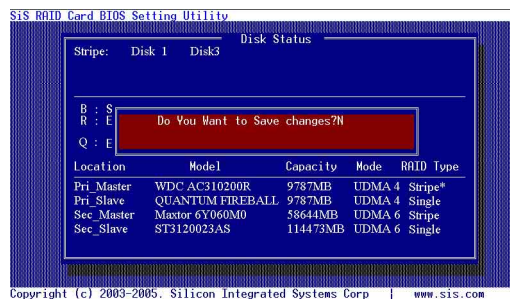 SiS RAID Card BIOS Setting Utility
Disk Status
Stripe: Disk 1 Disk3
B : S
R : E
Do You Want to Save changes?N
Q : E
Location Model Capacity Mode RAID Type
Pri_Master WDC AC310200R 9787MB UDMA 4 Stripe*
Pri_Slave QUANTUM FIREBALL 9787MB UDMA 4 Single
Sec_Master Maxtor 6Y060M0 58644MB UDMA 6 Stripe
Sec_Slave ST3120023AS 114473MB UDMA 6 Single
Copyright (c) 2003-2005. Silicon Integrated Systems Corp | www.sis.com